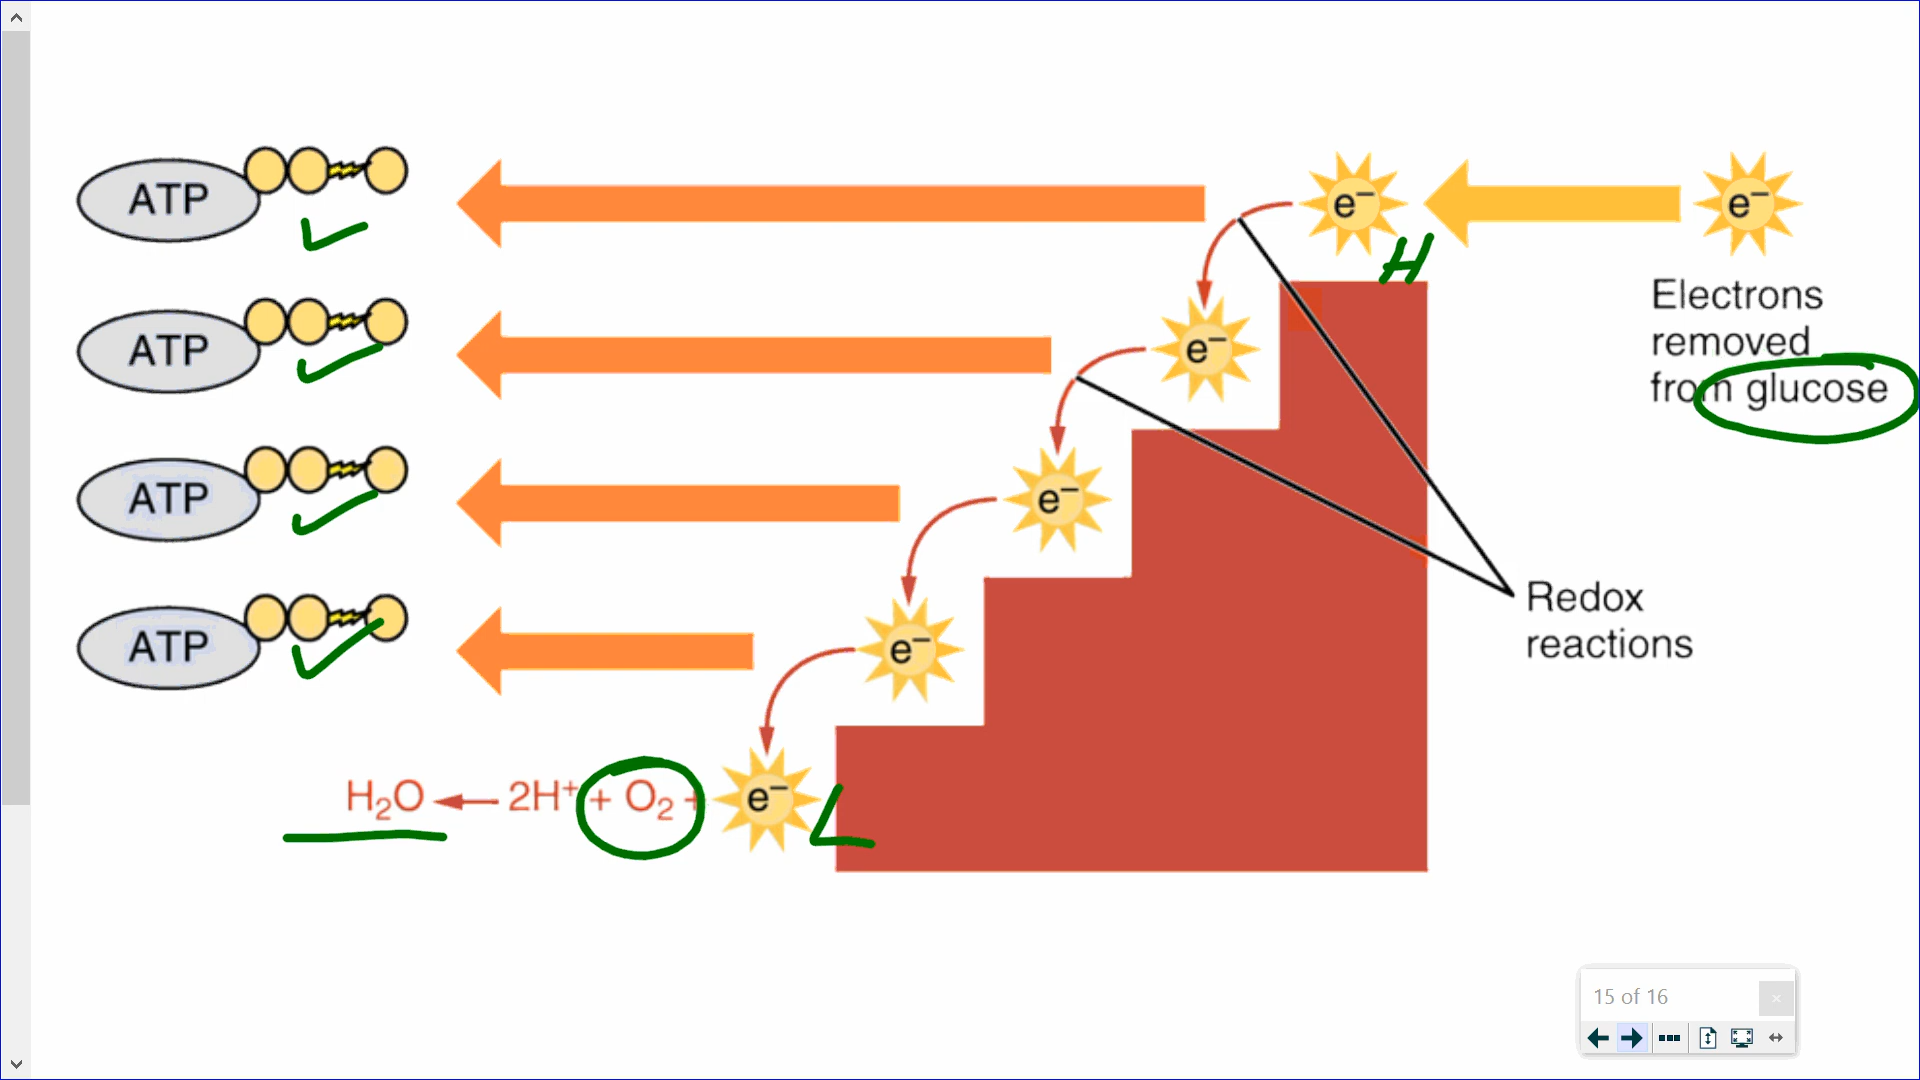 ATP
e⁻
e⁻
H
Electrons
removed
from glucose
ATP
e⁻
ATP
e⁻
Redox
reactions
ATP
e⁻
H₂O ← 2H⁺ + O₂ + e⁻
L
15 of 16